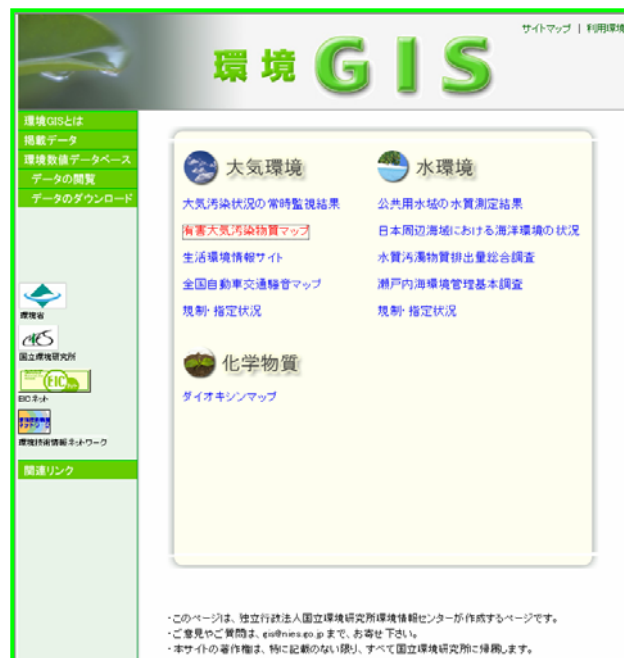 サイトマップ | 利用環境
環境GIS
環境GISとは
掲載データ
環境数値データベース
データの閲覧
データのダウンロード
大気環境
大気汚染状況の常時監視結果
有害大気汚染物質マップ
生活環境情報サイト
全国自動車交通騒音マップ
規制・指定状況
水環境
公共用水域の水質測定結果
日本周辺海域における海洋環境の状況
水質汚濁物質排出量総合調査
瀬戸内海環境管理基本調査
規制・指定状況
化学物質
ダイオキシンマップ
環境省
国立環境研究所
EIC
EICネット
環境技術情報ネットワーク
関連リンク
・このページは、独立行政法人国立環境研究所環境情報センターが作成するページです。
・ご意見やご質問は、gis@nies.go.jp まで、お寄せ下さい。
・本サイトの著作権は、特に記載のない限り、すべて国立環境研究所に帰属します。